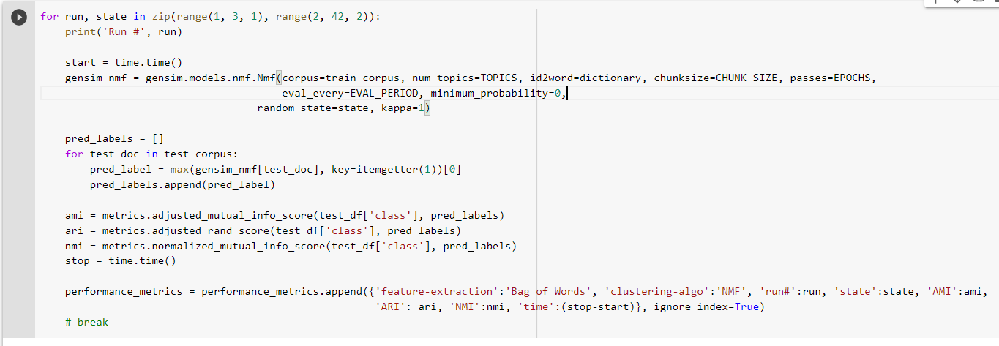 for run, state in zip(range(1, 3, 1), range(2, 42, 2)):
    print('Run #', run)

    start = time.time()
    gensim_nmf = gensim.models.nmf.Nmf(corpus=train_corpus, num_topics=TOPICS, id2word=dictionary, chunksize=CHUNK_SIZE, passes=EPOCHS,
                                       eval_every=EVAL_PERIOD, minimum_probability=0,
                                   random_state=state, kappa=1)

    pred_labels = []
    for test_doc in test_corpus:
        pred_label = max(gensim_nmf[test_doc], key=itemgetter(1))[0]
        pred_labels.append(pred_label)

    ami = metrics.adjusted_mutual_info_score(test_df['class'], pred_labels)
    ari = metrics.adjusted_rand_score(test_df['class'], pred_labels)
    nmi = metrics.normalized_mutual_info_score(test_df['class'], pred_labels)
    stop = time.time()

    performance_metrics = performance_metrics.append({'feature-extraction':'Bag of Words', 'clustering-algo':'NMF', 'run#':run, 'state':state, 'AMI':ami,
                                                      'ARI': ari, 'NMI':nmi, 'time':(stop-start)}, ignore_index=True)
    # break